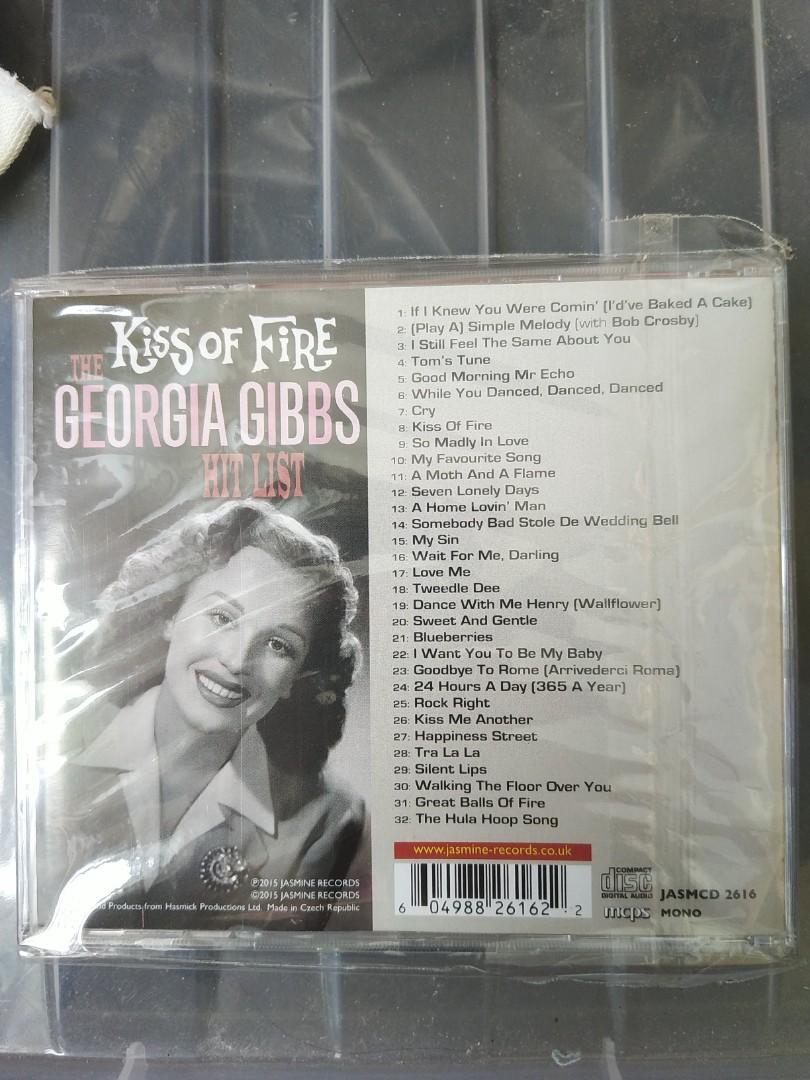 Kiss of Fire
THE
GEORGIA GIBBS
HIT LIST
1: If I Knew You Were Comin' (I'd've Baked A Cake)
2: (Play A) Simple Melody (with Bob Crosby)
3: I Still Feel The Same About You
4: Tom's Tune
5: Good Morning Mr Echo
6: While You Danced, Danced, Danced
7: Cry
8: Kiss Of Fire
9: So Madly In Love
10: My Favourite Song
11: A Moth And A Flame
12: Seven Lonely Days
13: A Home Lovin' Man
14: Somebody Bad Stole De Wedding Bell
15: My Sin
16: Wait For Me, Darling
17: Love Me
18: Tweedle Dee
19: Dance With Me Henry (Wallflower)
20: Sweet And Gentle
21: Blueberries
22: I Want You To Be My Baby
23: Goodbye To Rome (Arrivederci Roma)
24: 24 Hours A Day (365 A Year)
25: Rock Right
26: Kiss Me Another
27: Happiness Street
28: Tra La La
29: Silent Lips
30: Walking The Floor Over You
31: Great Balls Of Fire
32: The Hula Hoop Song
www.jasmine-records.co.uk
℗2015 JASMINE RECORDS
©2015 JASMINE RECORDS
Products from Hasmick Productions Ltd. Made in Czech Republic
6 04988 26162 2
COMPACT
disc
DIGITAL AUDIO
JASMCD 2616
mcps
MONO